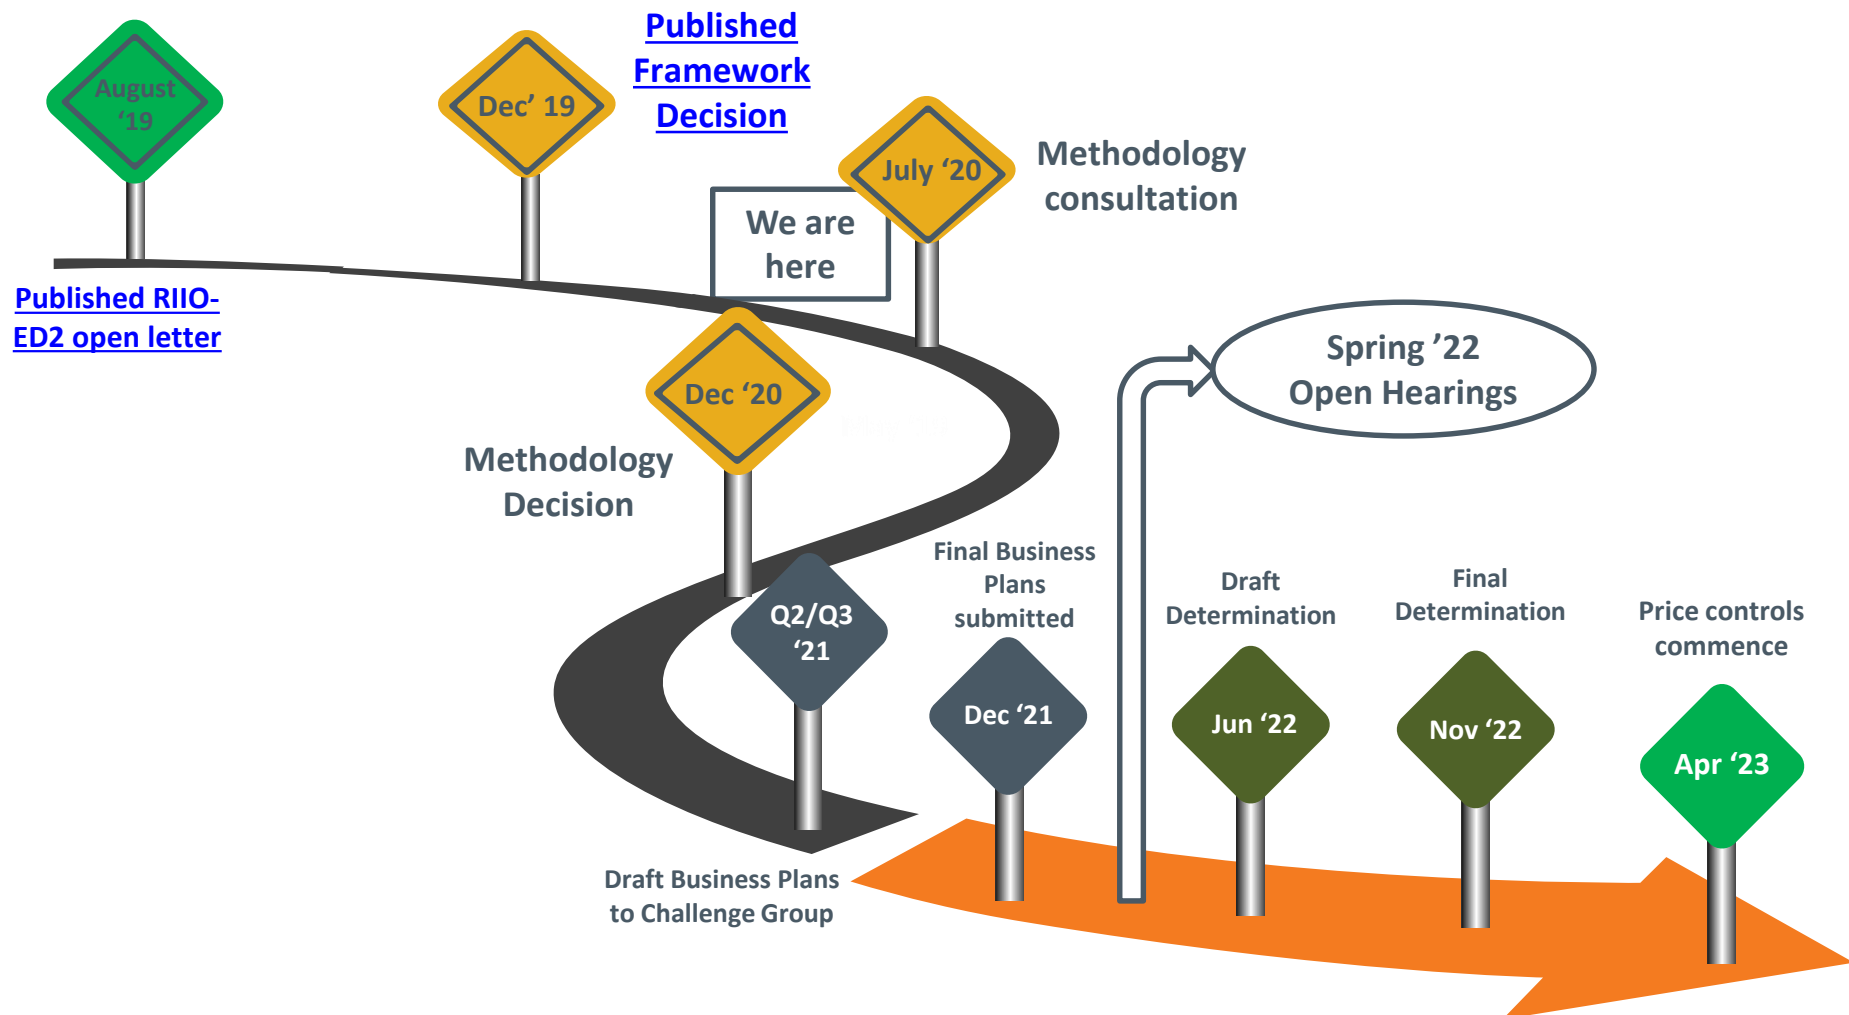 August
‘19
Published RIIO-
ED2 open letter
Dec’ 19
Published
Framework
Decision
We are
here
July ‘20
Methodology
consultation
Dec ‘20
Methodology
Decision
Q2/Q3
‘21
Draft Business Plans
to Challenge Group
Final Business
Plans
submitted
Dec ‘21
Spring ’22
Open Hearings
Draft
Determination
Jun ‘22
Final
Determination
Nov ‘22
Price controls
commence
Apr ‘23